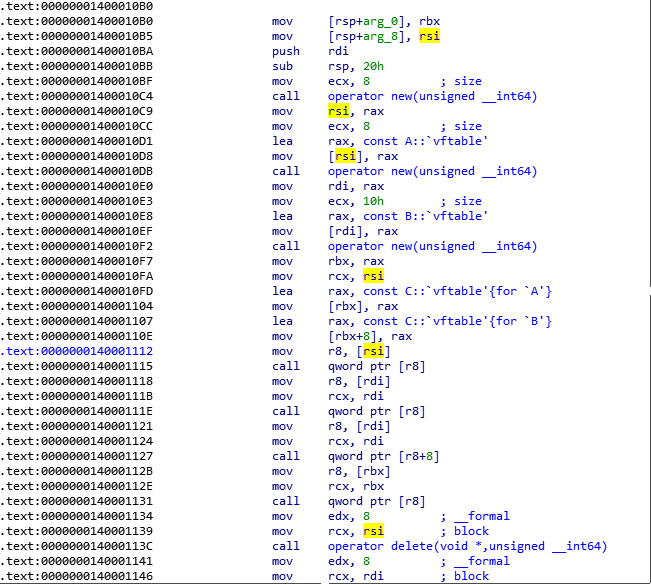 .text:00000001400010B0
.text:00000001400010B0 mov [rsp+arg_0], rbx
.text:00000001400010B5 mov [rsp+arg_8], rsi
.text:00000001400010BA push rdi
.text:00000001400010BB sub rsp, 20h
.text:00000001400010BF mov ecx, 8 ; size
.text:00000001400010C4 call operator new(unsigned __int64)
.text:00000001400010C9 mov rsi, rax
.text:00000001400010CC mov ecx, 8 ; size
.text:00000001400010D1 lea rax, const A::`vftable'
.text:00000001400010D8 mov [rsi], rax
.text:00000001400010DB call operator new(unsigned __int64)
.text:00000001400010E0 mov rdi, rax
.text:00000001400010E3 mov ecx, 10h ; size
.text:00000001400010E8 lea rax, const B::`vftable'
.text:00000001400010EF mov [rdi], rax
.text:00000001400010F2 call operator new(unsigned __int64)
.text:00000001400010F7 mov rbx, rax
.text:00000001400010FA mov rcx, rsi
.text:00000001400010FD lea rax, const C::`vftable'{for `A'}
.text:0000000140001104 mov [rbx], rax
.text:0000000140001107 lea rax, const C::`vftable'{for `B'}
.text:000000014000110E mov [rbx+8], rax
.text:0000000140001112 mov r8, [rsi]
.text:0000000140001115 call qword ptr [r8]
.text:0000000140001118 mov r8, [rdi]
.text:000000014000111B mov rcx, rdi
.text:000000014000111E call qword ptr [r8]
.text:0000000140001121 mov r8, [rdi]
.text:0000000140001124 mov rcx, rdi
.text:0000000140001127 call qword ptr [r8+8]
.text:000000014000112B mov r8, [rbx]
.text:000000014000112E mov rcx, rbx
.text:0000000140001131 call qword ptr [r8]
.text:0000000140001134 mov edx, 8 ; __formal
.text:0000000140001139 mov rcx, rsi ; block
.text:000000014000113C call operator delete(void *,unsigned __int64)
.text:0000000140001141 mov edx, 8 ; __formal
.text:0000000140001146 mov rcx, rdi ; block